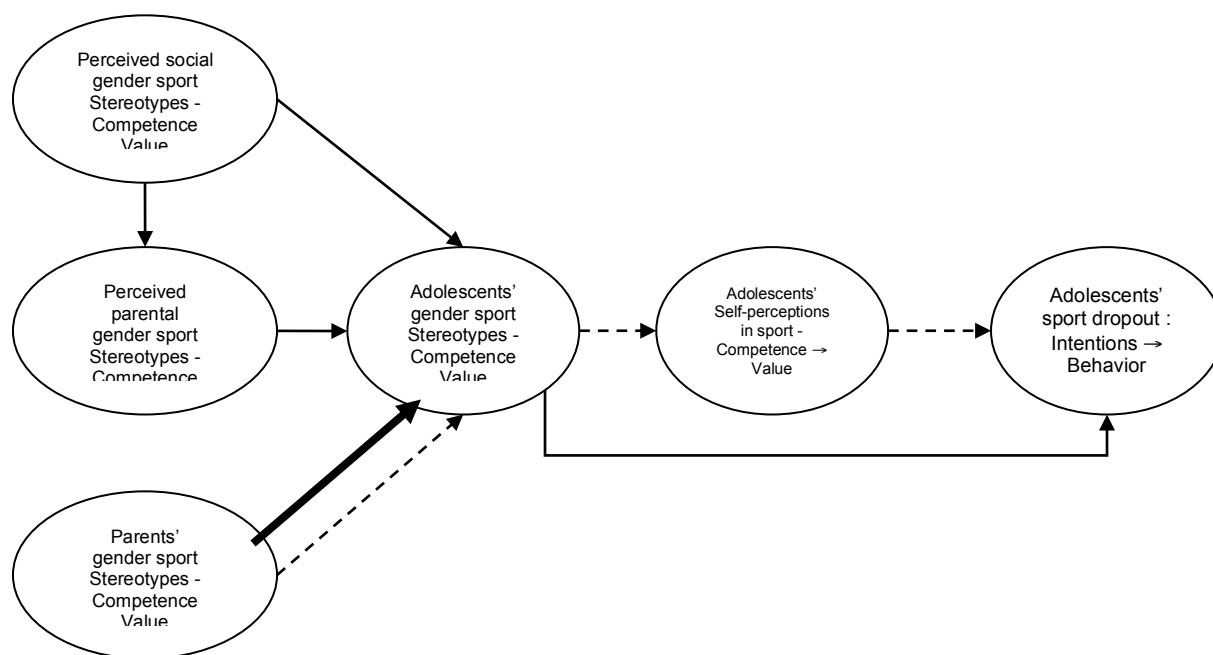 Perceived social
gender sport
Stereotypes -
Competence
Value
Perceived
parental
gender sport
Stereotypes -
Competence
Adolescents'
gender sport
Stereotypes -
Competence
Value
Adolescents'
Self-perceptions
in sport -
Competence →
Value
Adolescents'
sport dropout :
Intentions →
Behavior
Parents'
gender sport
Stereotypes -
Competence
Value